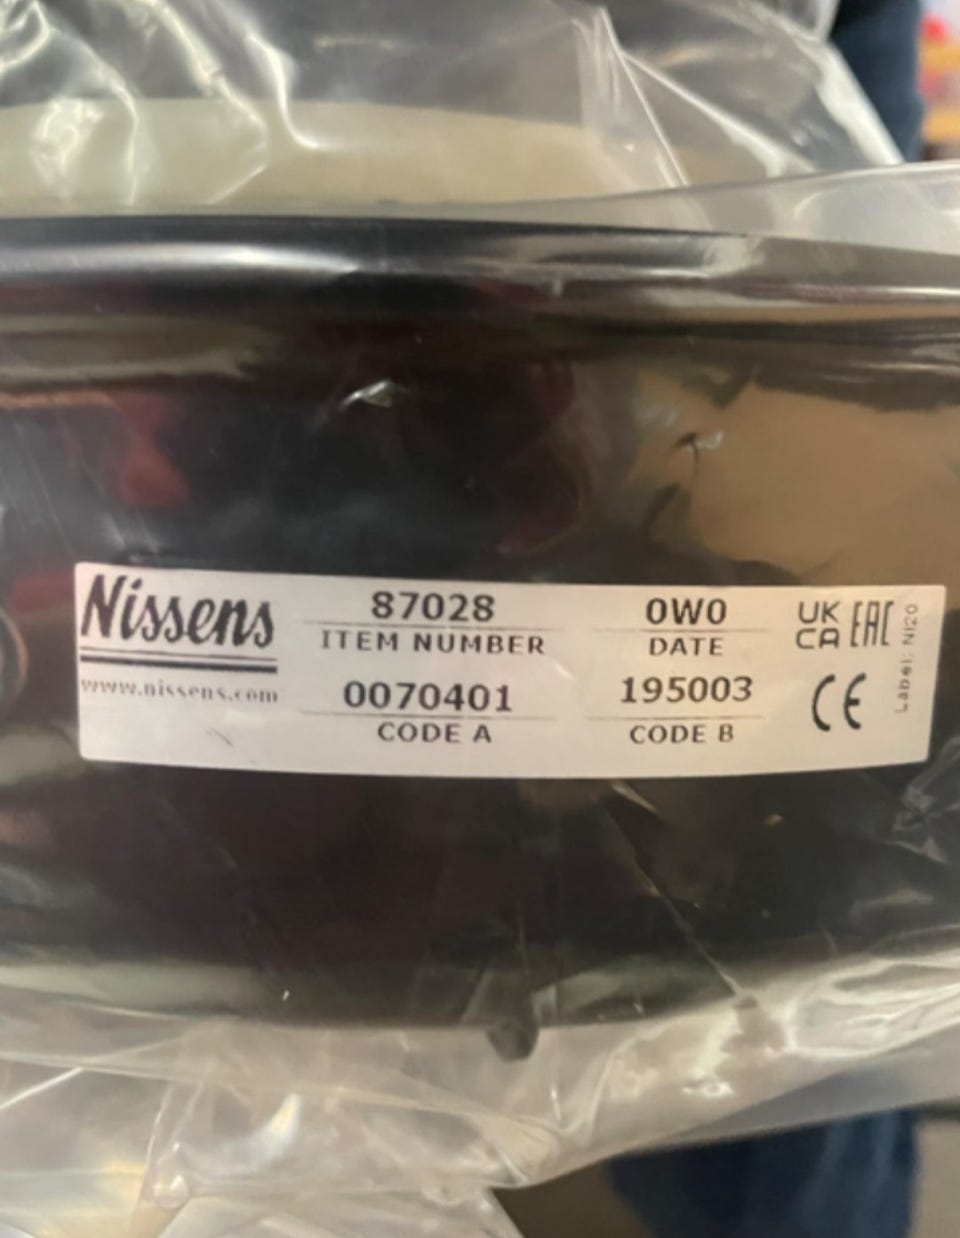 Nissens
www.nissens.com
87028
ITEM NUMBER
0070401
CODE A
0W0
DATE
195003
CODE B
UK
CA
EAC
CE
Label: NI20